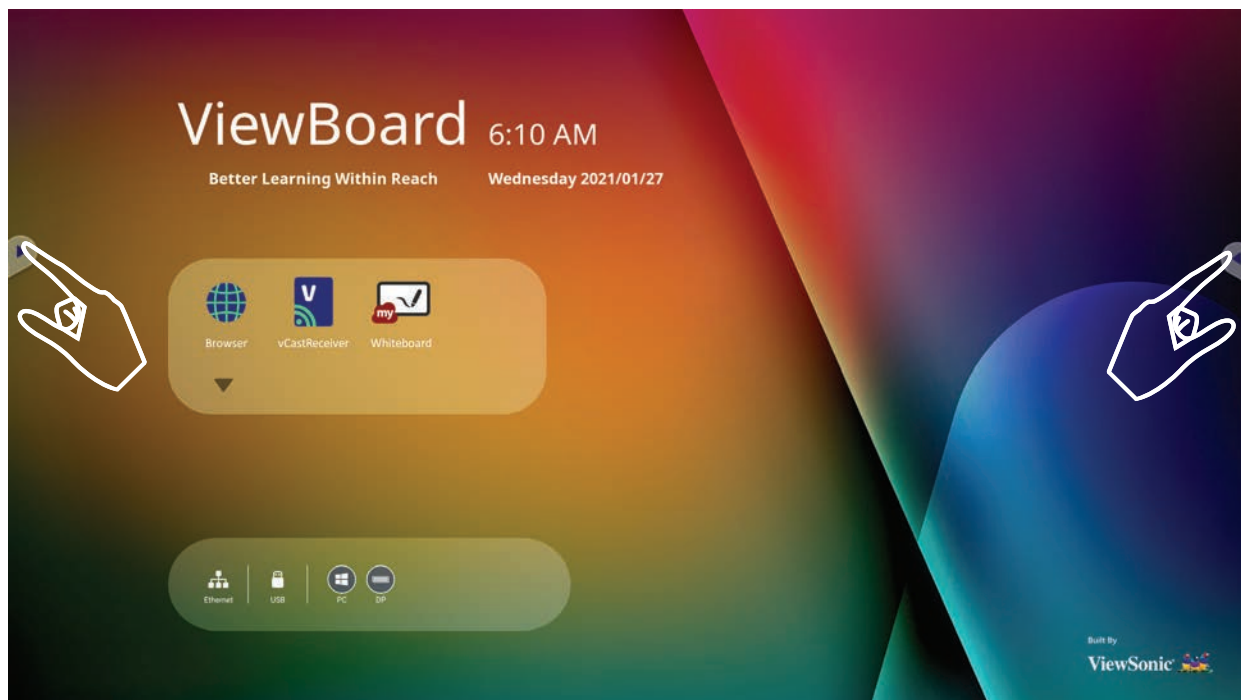 ViewBoard 6:10 AM
Better Learning Within Reach Wednesday 2021/01/27
V
my
Browser vCastReceiver Whiteboard
Ethernet USB PC DP
Built By
ViewSonic